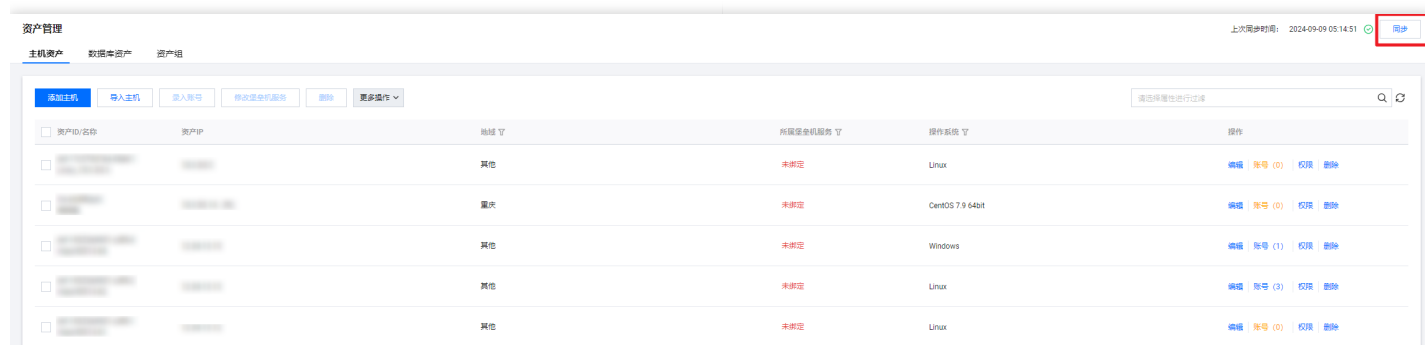 资产管理 上次同步时间： 2024-09-09 05:14:51 同步
主机资产 数据库资产 资产组
添加主机 导入主机 录入账号 修改堡垒机服务 删除 更多操作 请选择属性进行过滤
资产ID/名称 资产IP 地域 所属堡垒机服务 操作系统 操作
其他 未绑定 Linux 编辑 账号 (0) 权限 删除
重庆 未绑定 CentOS 7.9 64bit 编辑 账号 (0) 权限 删除
其他 未绑定 Windows 编辑 账号 (1) 权限 删除
其他 未绑定 Linux 编辑 账号 (3) 权限 删除
其他 未绑定 Linux 编辑 账号 (0) 权限 删除